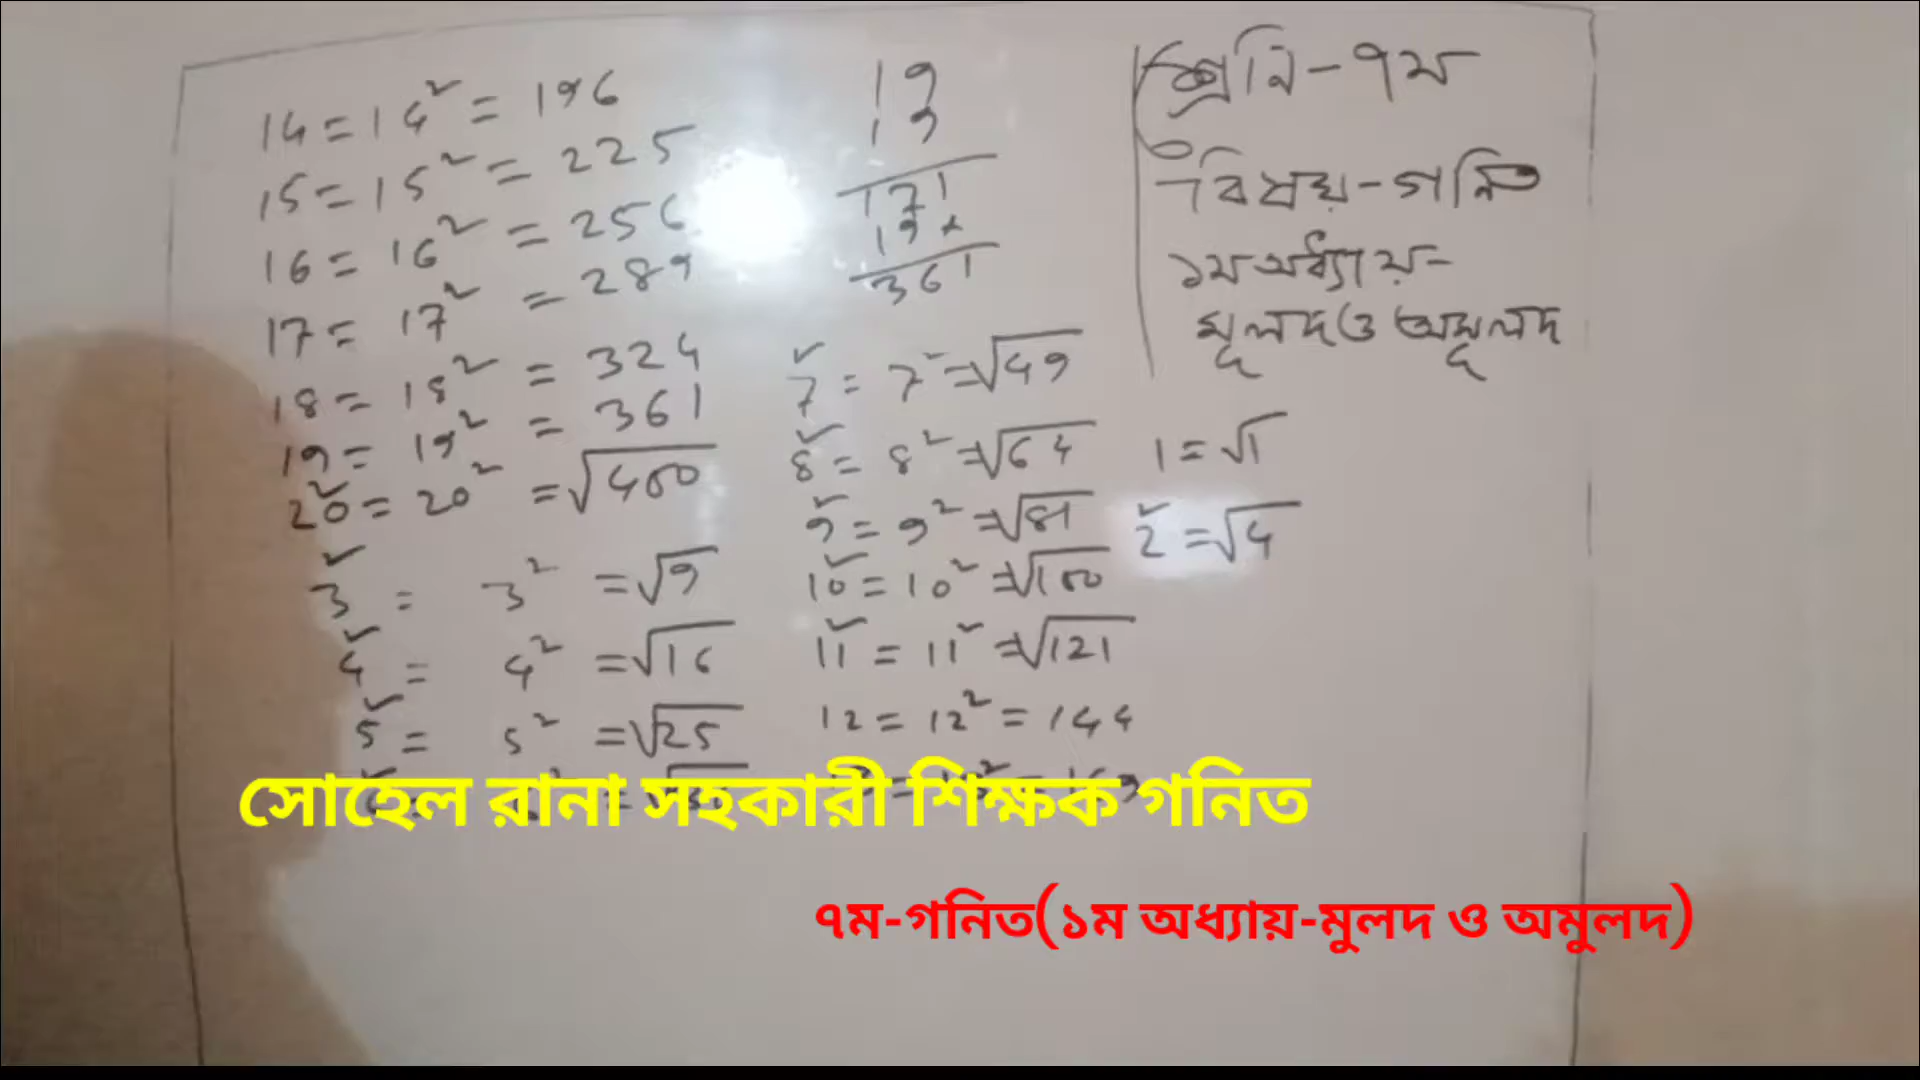 14 = 14² = 196
15 = 15² = 225
16 = 16² = 256
17 = 17² = 289
18 = 18² = 324
19 = 19² = 361
20 = 20² = √400
3 = 3² = √9
4 = 4² = √16
5 = 5² = √25
19
19
171
19×
361
7 = 7² = √49
8 = 8² = √64
9 = 9² = √81
10 = 10² = √100
11 = 11² = √121
12 = 12² = 144
শ্রেনি-৭ম
বিষয়-গনিত
১ম অধ্যায়-
মূলদ ও অমূলদ
1 = √1
2 = √4
সোহেল রানা সহকারী শিক্ষক গনিত
৭ম-গনিত(১ম অধ্যায়-মুলদ ও অমুলদ)